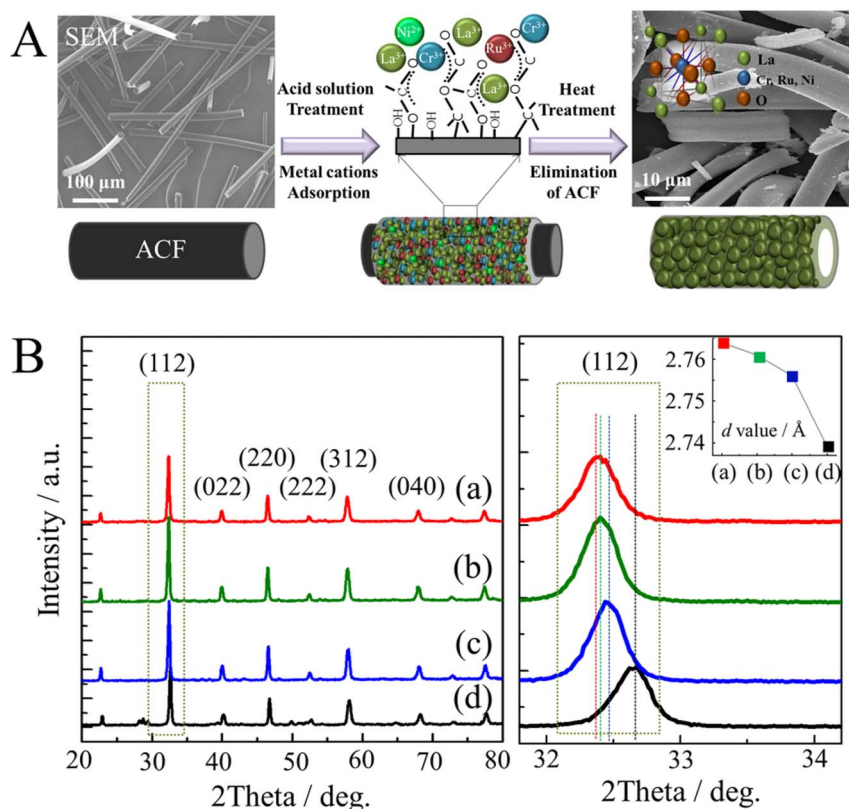 A
SEM
100 µm
Acid solution
Treatment
Metal cations
Adsorption
Ni2+
La3+
Cr3+
La3+
Ru3+
Cr3+
La3+
O
O
O
O
C
C
C
C
O
O
O
O
HO
HO
HO
C
C
Heat
Treatment
Elimination
of ACF
La
Cr, Ru, Ni
O
10 µm
ACF
B
Intensity / a.u.
(112)
(022)
(220)
(222)
(312)
(040)
(a)
(b)
(c)
(d)
20 30 40 50 60 70 80
2Theta / deg.
(112)
2.76
2.75
2.74
d value / Å
(a) (b) (c) (d)
32 33 34
2Theta / deg.